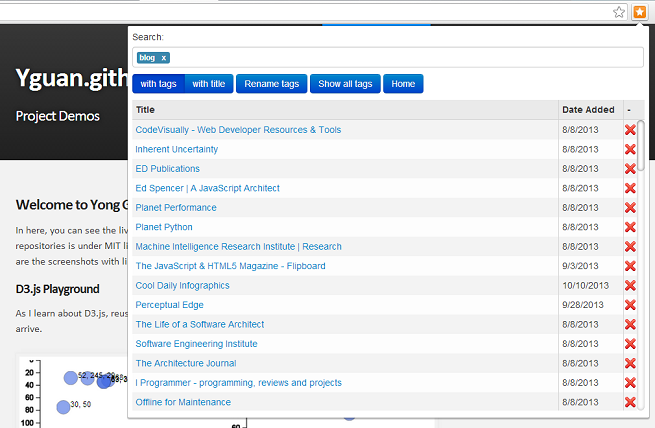 Search:
blog x
with tags with title Rename tags Show all tags Home
Title Date Added -
CodeVisually - Web Developer Resources & Tools 8/8/2013
Inherent Uncertainty 8/8/2013
ED Publications 8/8/2013
Ed Spencer | A JavaScript Architect 8/8/2013
Planet Performance 8/8/2013
Planet Python 8/8/2013
Machine Intelligence Research Institute | Research 8/8/2013
The JavaScript & HTML5 Magazine - Flipboard 9/3/2013
Cool Daily Infographics 10/10/2013
Perceptual Edge 9/28/2013
The Life of a Software Architect 8/8/2013
Software Engineering Institute 8/8/2013
The Architecture Journal 8/8/2013
I Programmer - programming, reviews and projects 8/8/2013
Offline for Maintenance 8/8/2013
Yguan.gith
Project Demos
Welcome to Yong G
In here, you can see the liv
repositories is under MIT li
are the screenshots with li
D3.js Playground
As I learn about D3.js, reus
arrive.
20
40
60
80
100
52, 245
30, 50
60